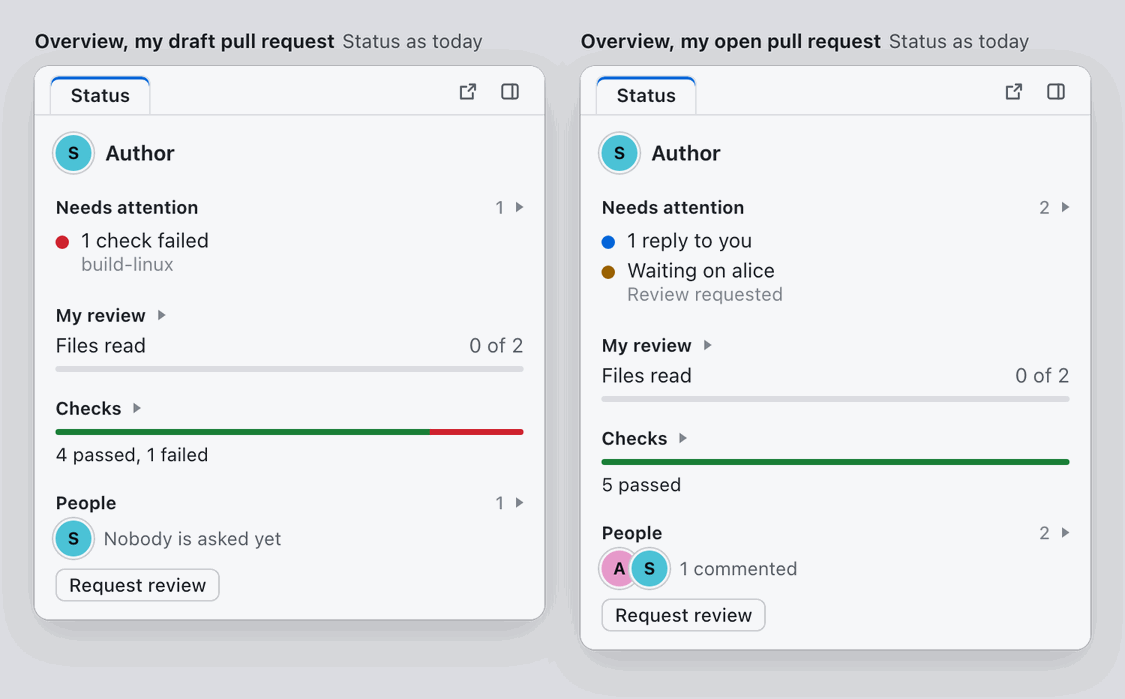 Overview, my draft pull request Status as today
Status
S Author
Needs attention 1
1 check failed
build-linux
My review
Files read 0 of 2
Checks
4 passed, 1 failed
People 1
S Nobody is asked yet
Request review
Overview, my open pull request Status as today
Status
S Author
Needs attention 2
1 reply to you
Waiting on alice
Review requested
My review
Files read 0 of 2
Checks
5 passed
People 2
A S 1 commented
Request review